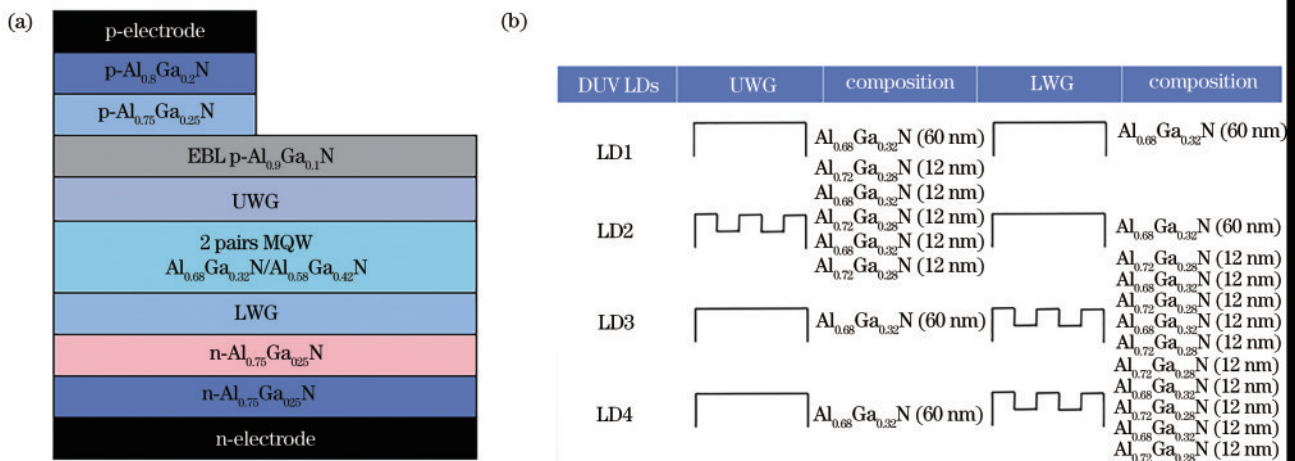 (a)
p-electrode
p-Al0.8Ga0.2N
p-Al0.75Ga0.25N
EBL p-Al0.9Ga0.1N
UWG
2 pairs MQW
Al0.68Ga0.32N/Al0.58Ga0.42N
LWG
n-Al0.75Ga025N
n-Al0.75Ga025N
n-electrode
(b)
DUV LDs UWG composition LWG composition
LD1 Al0.68Ga0.32N (60 nm) Al0.68Ga0.32N (60 nm)
LD2
Al0.72Ga0.28N (12 nm)
Al0.68Ga0.32N (12 nm)
Al0.72Ga0.28N (12 nm)
Al0.68Ga0.32N (12 nm)
Al0.72Ga0.28N (12 nm)
Al0.68Ga0.32N (60 nm)
LD3 Al0.68Ga0.32N (60 nm)
Al0.72Ga0.28N (12 nm)
Al0.68Ga0.32N (12 nm)
Al0.72Ga0.28N (12 nm)
Al0.68Ga0.32N (12 nm)
Al0.72Ga0.28N (12 nm)
LD4 Al0.68Ga0.32N (60 nm)
Al0.72Ga0.28N (12 nm)
Al0.68Ga0.32N (12 nm)
Al0.72Ga0.28N (12 nm)
Al0.68Ga0.32N (12 nm)
Al0.72Ga0.28N (12 nm)